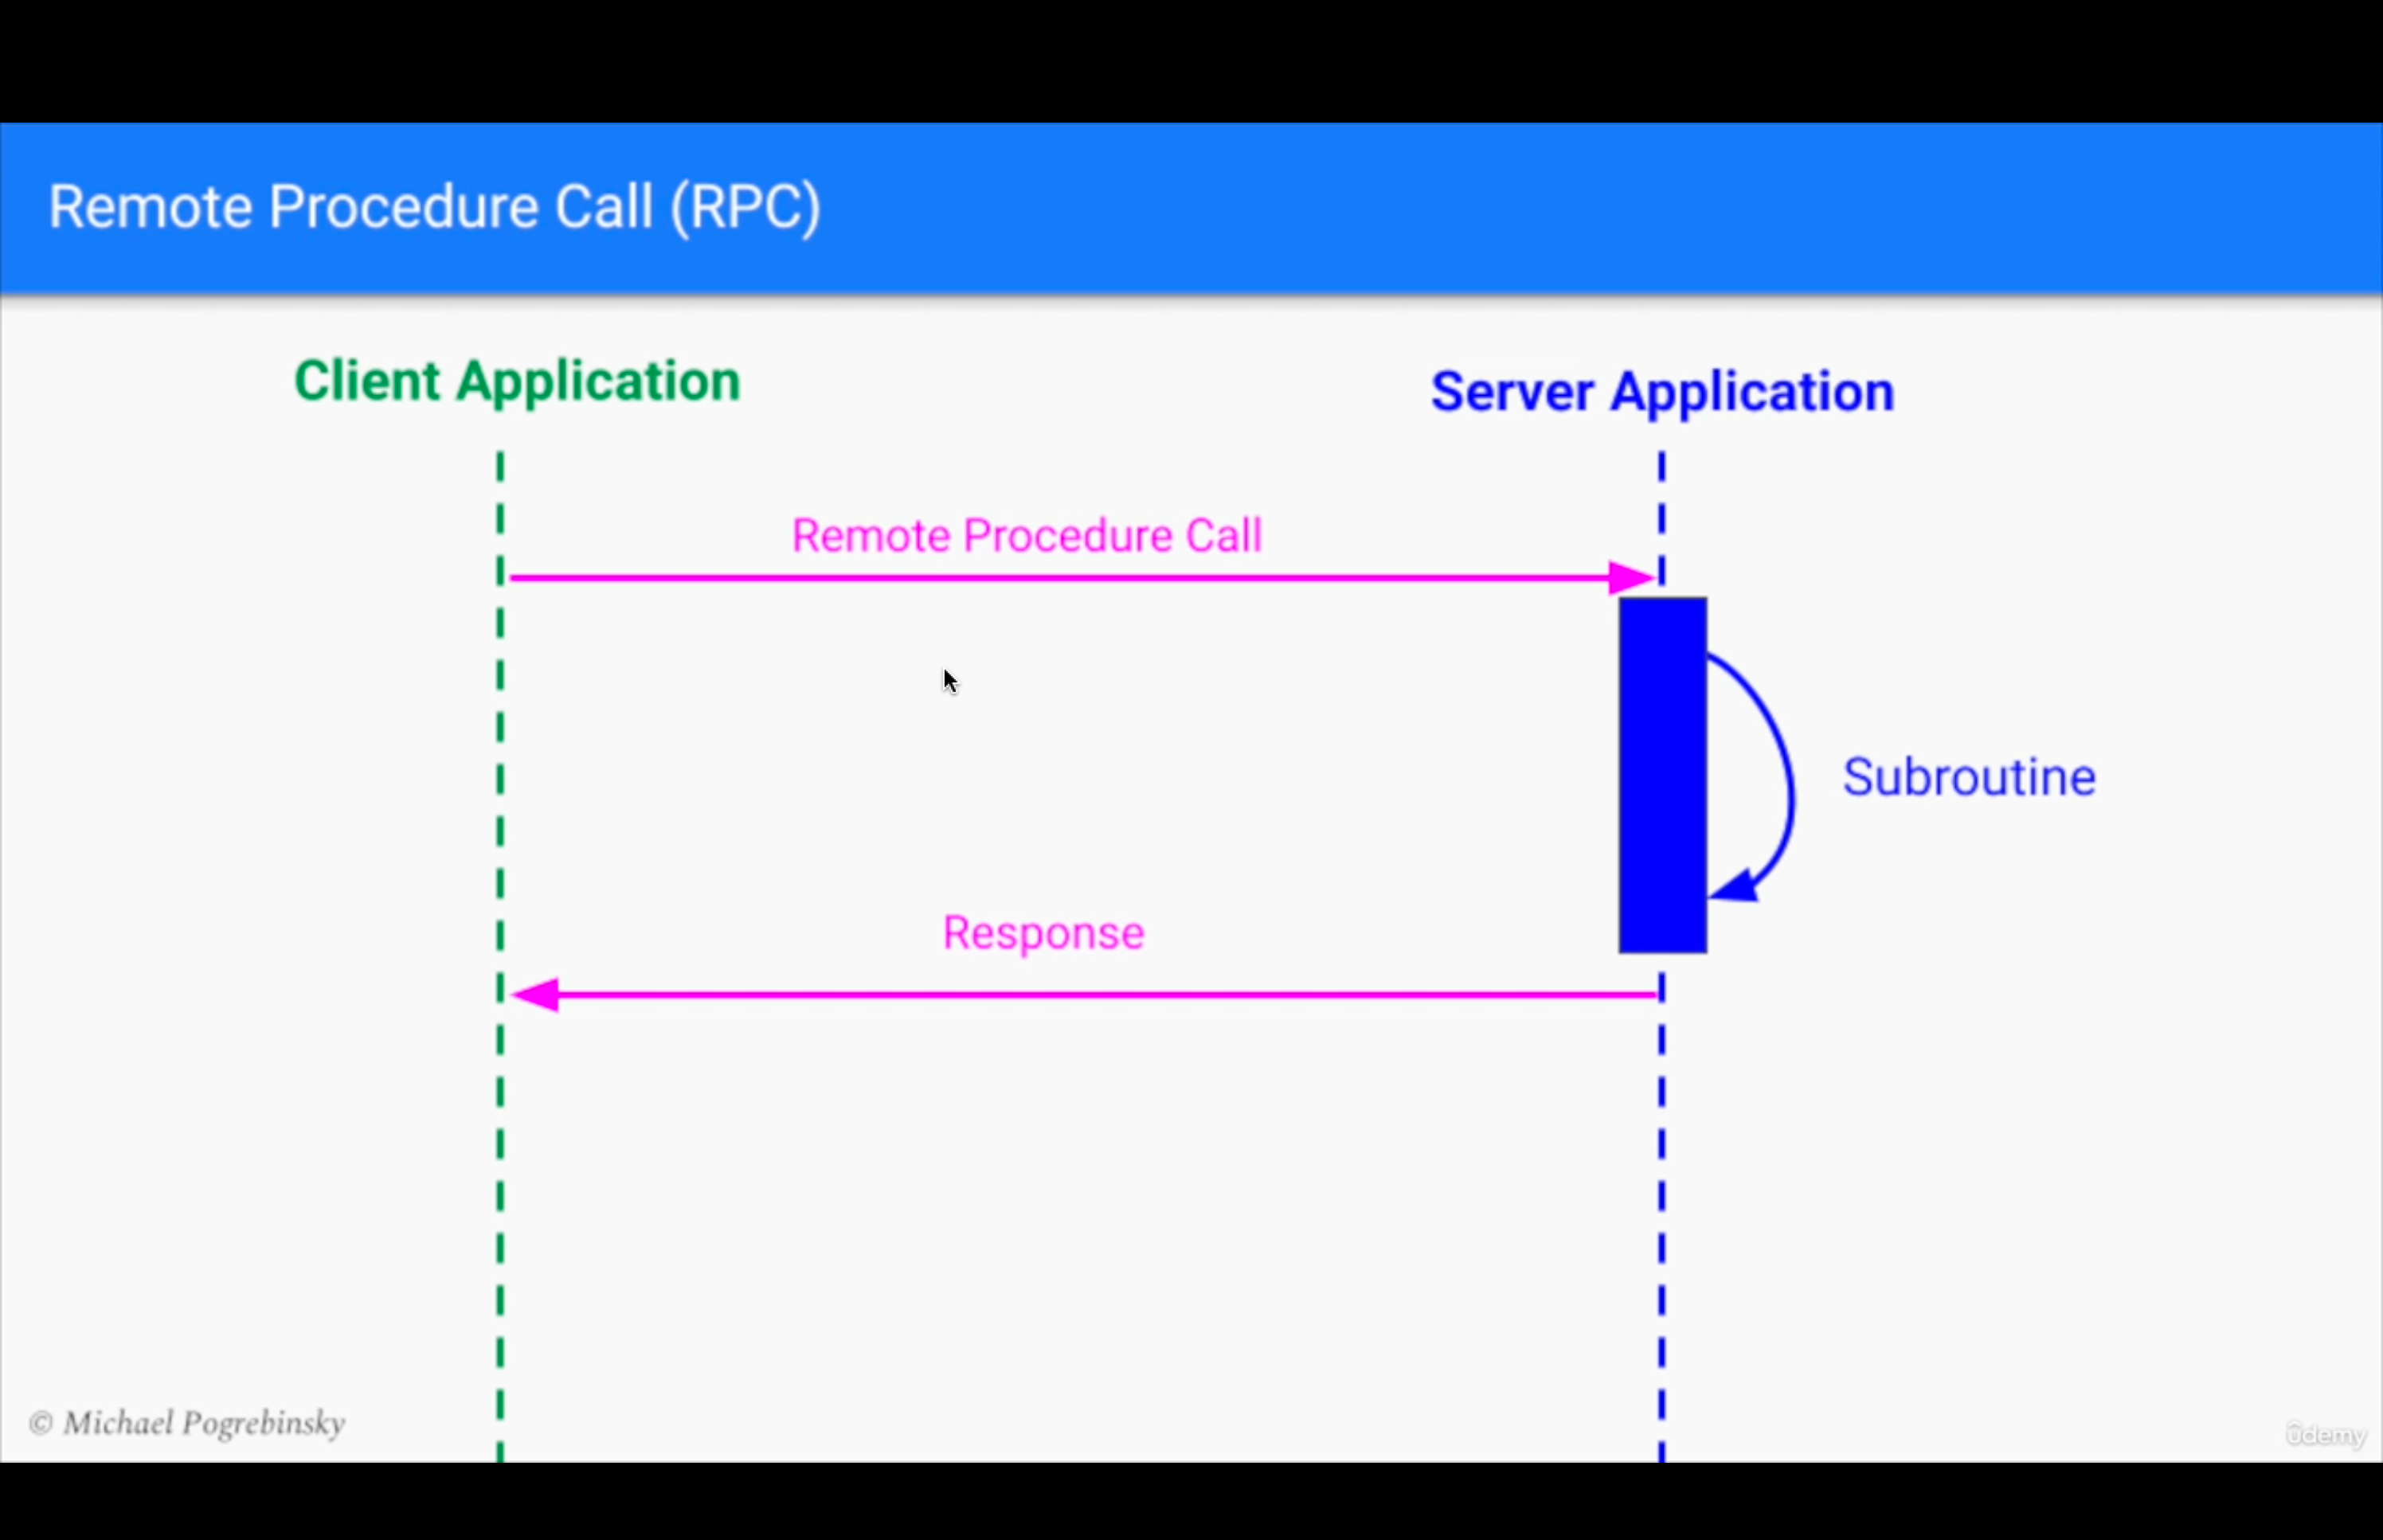 Remote Procedure Call (RPC)
Client Application
Server Application
Remote Procedure Call
Subroutine
Response
© Michael Pogrebinsky
ûdemy